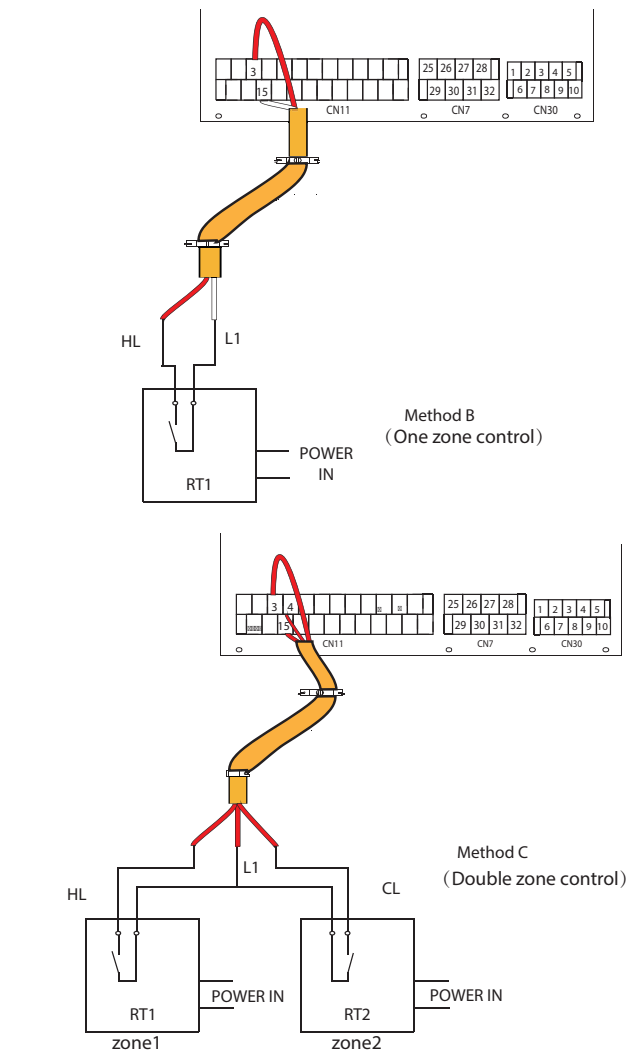 3
25 26 27 28
1 2 3 4 5
15
29 30 31 32
6 7 8 9 10
CN11
CN7
CN30
HL
L1
Method B
（One zone control）
POWER
IN
RT1
3 4
25 26 27 28
1 2 3 4 5
15
29 30 31 32
6 7 8 9 10
CN11
CN7
CN30
Method C
（Double zone control）
L1
HL
CL
POWER IN
POWER IN
RT1
RT2
zone1
zone2